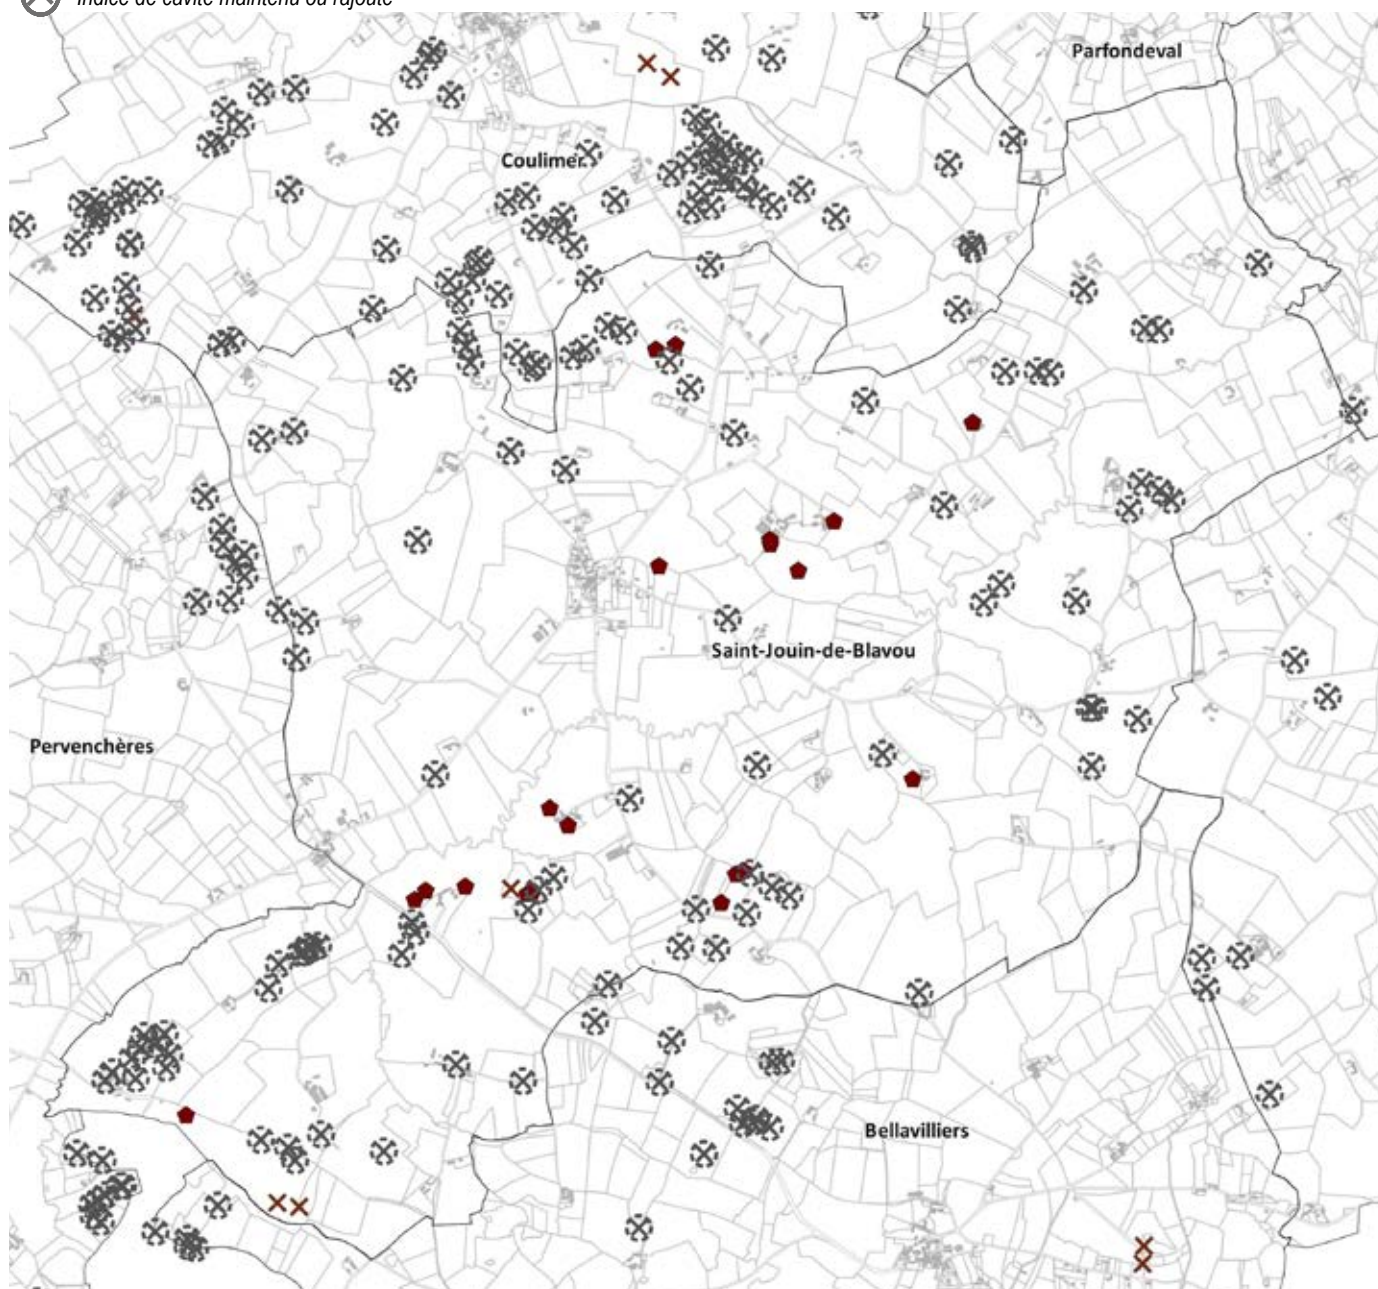 Indice de cavité maintenu ou rajouté
Parfondeval
Coulimer
Saint-Jouin-de-Blavou
Pervenchères
Bellavilliers